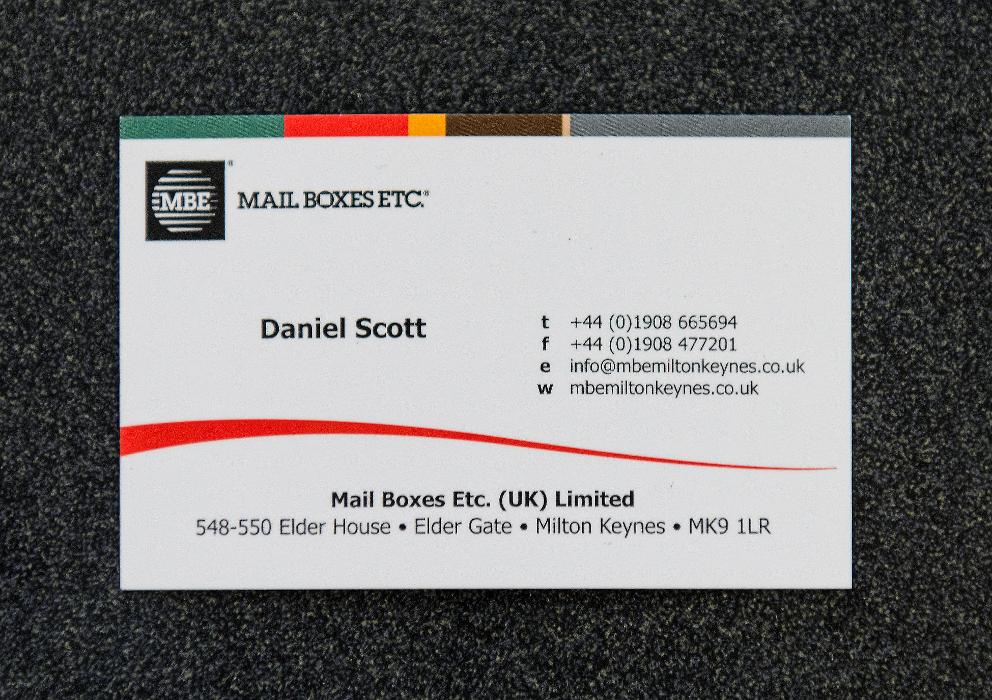 MBE®
MAIL BOXES ETC.®
Daniel Scott
t +44 (0)1908 665694
f +44 (0)1908 477201
e info@mbemiltonkeynes.co.uk
w mbemiltonkeynes.co.uk
Mail Boxes Etc. (UK) Limited
548-550 Elder House • Elder Gate • Milton Keynes • MK9 1LR